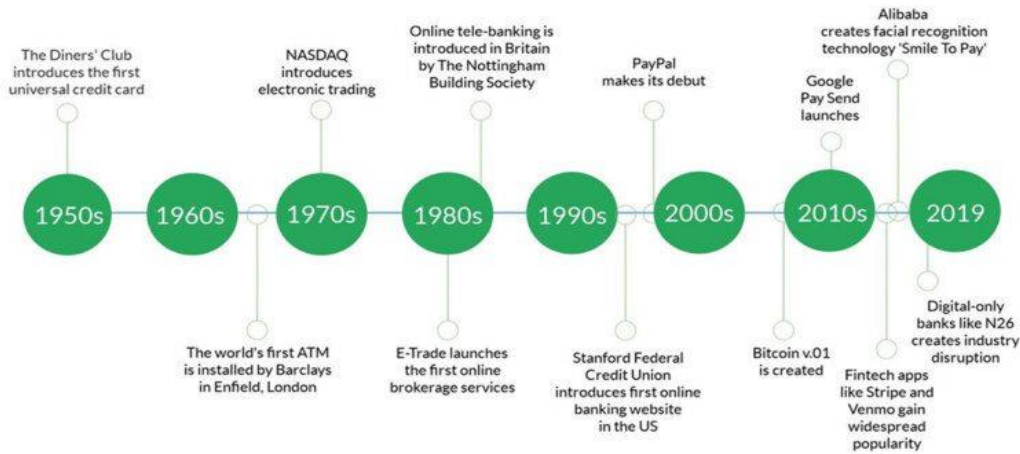 The Diners' Club
introduces the first
universal credit card
NASDAQ
introduces
electronic trading
Online tele-banking is
introduced in Britain
by The Nottingham
Building Society
PayPal
makes its debut
Google
Pay Send
launches
Alibaba
creates facial recognition
technology 'Smile To Pay'
1950s
1960s
1970s
1980s
1990s
2000s
2010s
2019
The world's first ATM
is installed by Barclays
in Enfield, London
E-Trade launches
the first online
brokerage services
Stanford Federal
Credit Union
introduces first online
banking website
in the US
Bitcoin v.01
is created
Fintech apps
like Stripe and
Venmo gain
widespread
popularity
Digital-only
banks like N26
creates industry
disruption